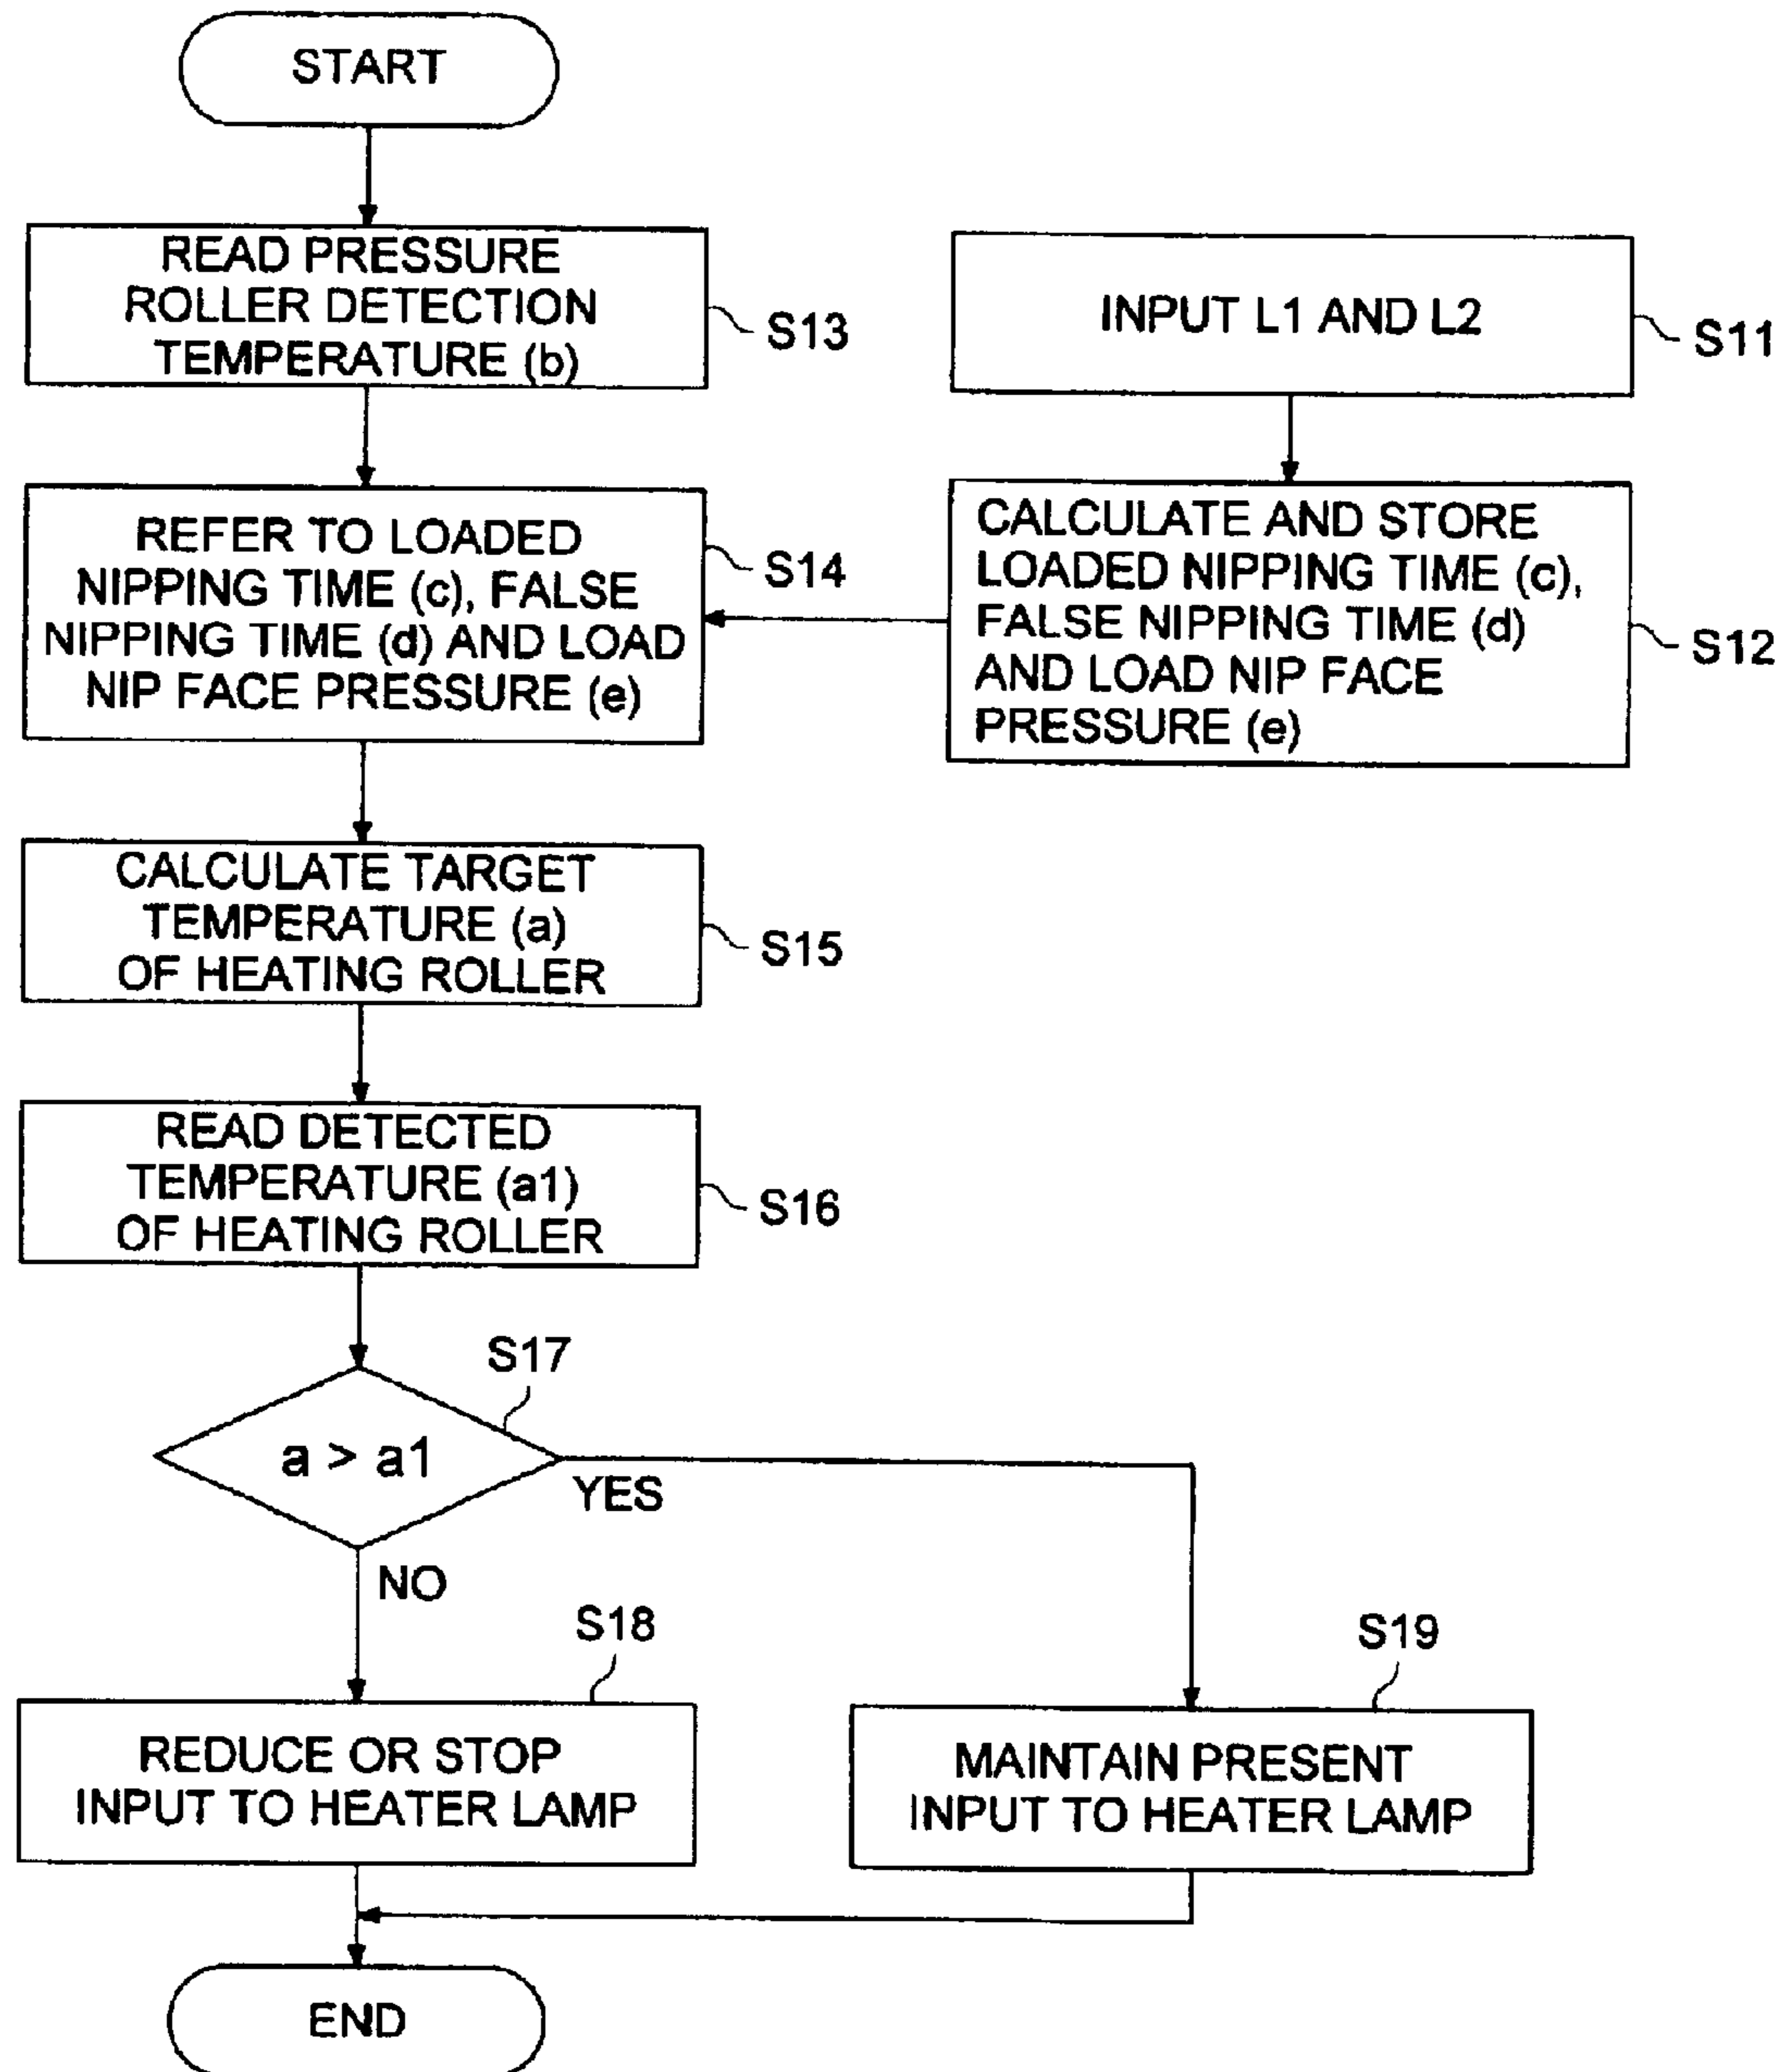 START
READ PRESSURE
ROLLER DETECTION
TEMPERATURE (b)
S13
INPUT L1 AND L2
S11
REFER TO LOADED
NIPPING TIME (c), FALSE
NIPPING TIME (d) AND LOAD
NIP FACE PRESSURE (e)
S14
CALCULATE AND STORE
LOADED NIPPING TIME (c),
FALSE NIPPING TIME (d)
AND LOAD NIP FACE
PRESSURE (e)
S12
CALCULATE TARGET
TEMPERATURE (a)
OF HEATING ROLLER
S15
READ DETECTED
TEMPERATURE (a1)
OF HEATING ROLLER
S16
S17
a > a1
YES
NO
S18
REDUCE OR STOP
INPUT TO HEATER LAMP
S19
MAINTAIN PRESENT
INPUT TO HEATER LAMP
END